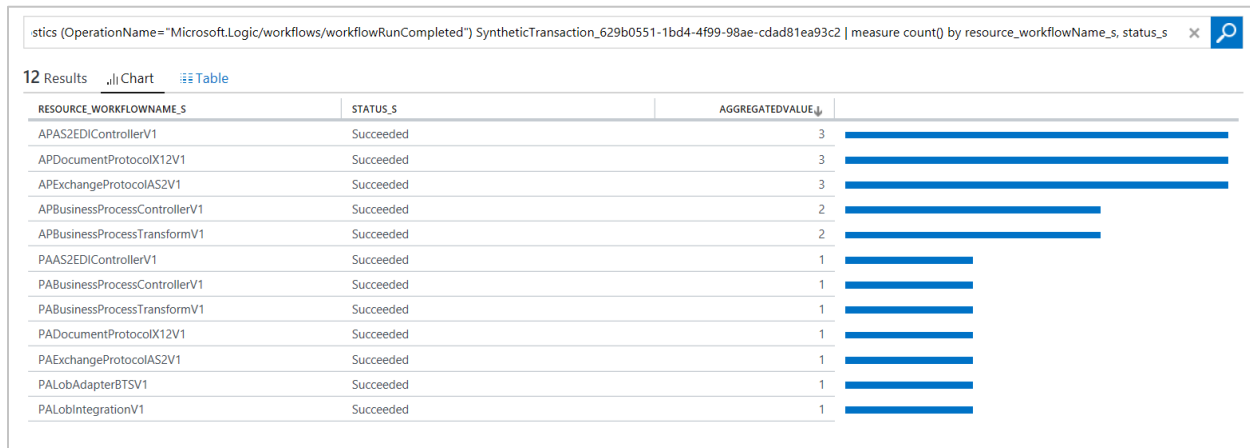 stics (OperationName="Microsoft.Logic/workflows/workflowRunCompleted") SyntheticTransaction_629b0551-1bd4-4f99-98ae-cdad81ea93c2 | measure count() by resource_workflowName_s, status_s
12 Results Chart Table
RESOURCE_WORKFLOWNAME_S STATUS_S AGGREGATEDVALUE
APAS2EDIControllerV1 Succeeded 3
APDocumentProtocolX12V1 Succeeded 3
APExchangeProtocolAS2V1 Succeeded 3
APBusinessProcessControllerV1 Succeeded 2
APBusinessProcessTransformV1 Succeeded 2
PAAS2EDIControllerV1 Succeeded 1
PABusinessProcessControllerV1 Succeeded 1
PABusinessProcessTransformV1 Succeeded 1
PADocumentProtocolX12V1 Succeeded 1
PAExchangeProtocolAS2V1 Succeeded 1
PALobAdapterBTSV1 Succeeded 1
PALobIntegrationV1 Succeeded 1